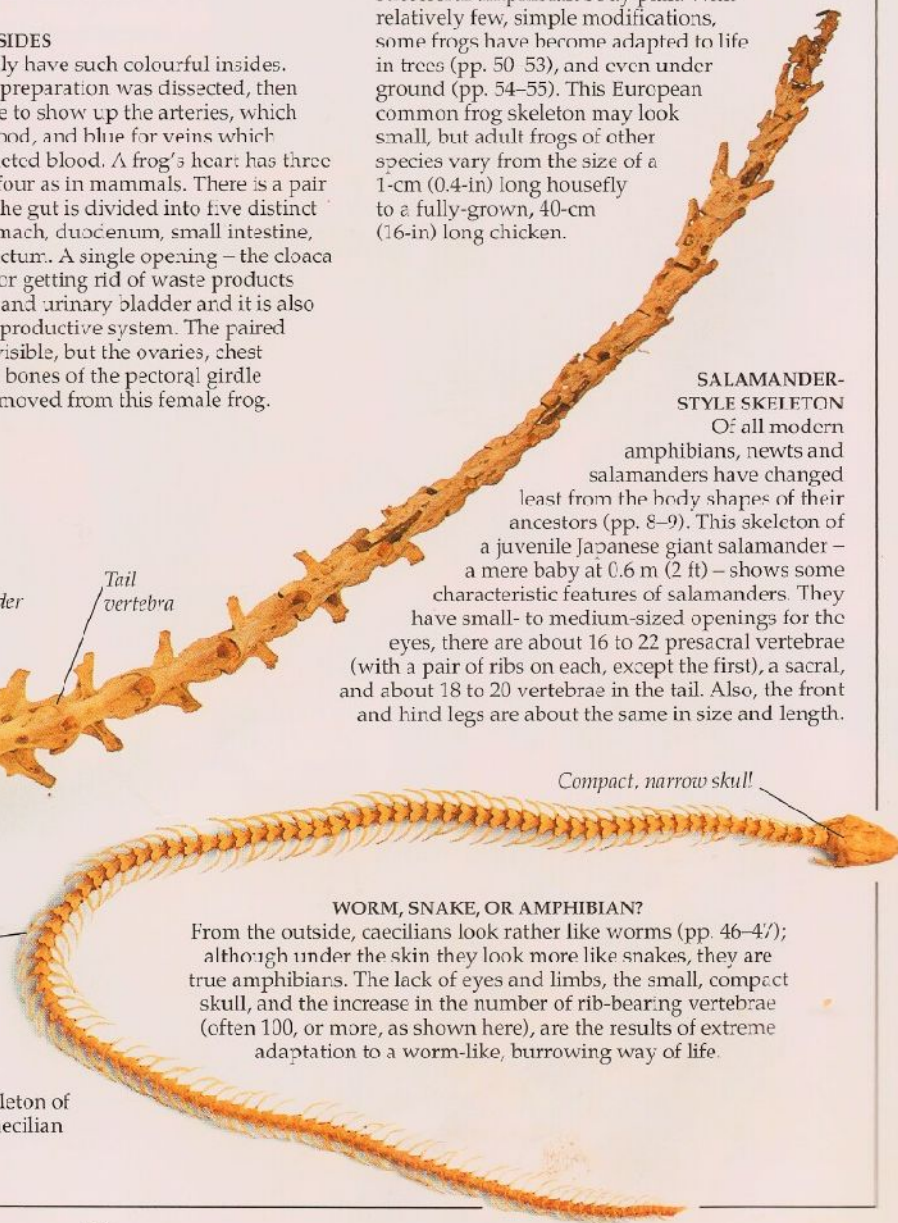 SIDES
ly have such colourful insides.
preparation was dissected, then
e to show up the arteries, which
ood, and blue for veins which
eted blood. A frog's heart has three
four as in mammals. There is a pair
he gut is divided into five distinct
mach, duodenum, small intestine,
ctum. A single opening – the cloaca
or getting rid of waste products
and urinary bladder and it is also
productive system. The paired
visible, but the ovaries, chest
bones of the pectoral girdle
moved from this female frog.
relatively few, simple modifications,
some frogs have become adapted to life
in trees (pp. 50–53), and even under
ground (pp. 54–55). This European
common frog skeleton may look
small, but adult frogs of other
species vary from the size of a
1-cm (0.4-in) long housefly
to a fully-grown, 40-cm
(16-in) long chicken.
SALAMANDER-
STYLE SKELETON
Of all modern
amphibians, newts and
salamanders have changed
least from the body shapes of their
ancestors (pp. 8–9). This skeleton of
a juvenile Japanese giant salamander –
a mere baby at 0.6 m (2 ft) – shows some
characteristic features of salamanders. They
have small- to medium-sized openings for the
eyes, there are about 16 to 22 presacral vertebrae
(with a pair of ribs on each, except the first), a sacral,
and about 18 to 20 vertebrae in the tail. Also, the front
and hind legs are about the same in size and length.
der
Tail
vertebra
Compact, narrow skull
WORM, SNAKE, OR AMPHIBIAN?
From the outside, caecilians look rather like worms (pp. 46–47);
although under the skin they look more like snakes, they are
true amphibians. The lack of eyes and limbs, the small, compact
skull, and the increase in the number of rib-bearing vertebrae
(often 100, or more, as shown here), are the results of extreme
adaptation to a worm-like, burrowing way of life.
leton of
aecilian